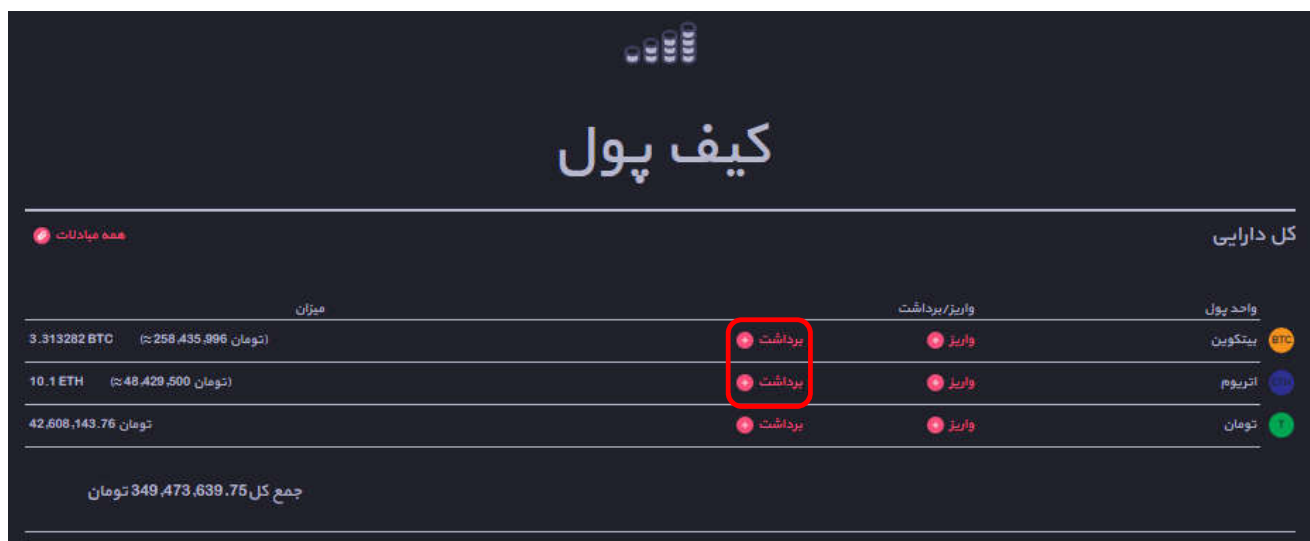 کیف پول
کل دارایی همه مبادلات
واحد پول واریز/برداشت میزان
BTC بیتکوین واریز برداشت (تومان 258,435,996≈) 3.313282 BTC
ETH اتریوم واریز برداشت (تومان 48,429,500≈) 10.1 ETH
T تومان واریز برداشت تومان 42,608,143.76
جمع کل 349,473,639.75 تومان